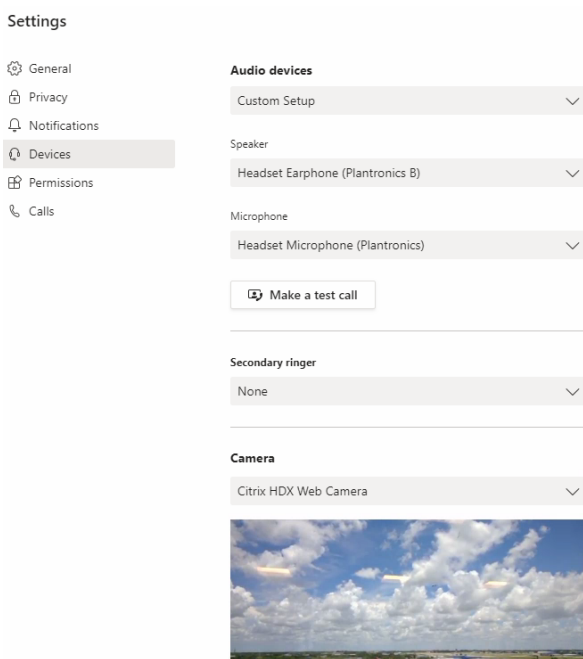 Settings
General
Privacy
Notifications
Devices
Permissions
Calls
Audio devices
Custom Setup
Speaker
Headset Earphone (Plantronics B)
Microphone
Headset Microphone (Plantronics)
Make a test call
Secondary ringer
None
Camera
Citrix HDX Web Camera